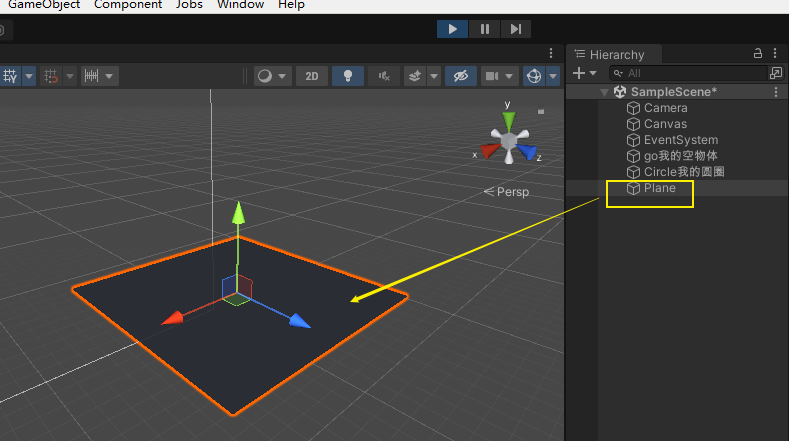 GameObject Component Jobs Window Help
Hierarchy
2D
All
SampleScene*
Camera
Canvas
EventSystem
go我的空物体
Circle我的圆圈
Plane
y
x
z
Persp